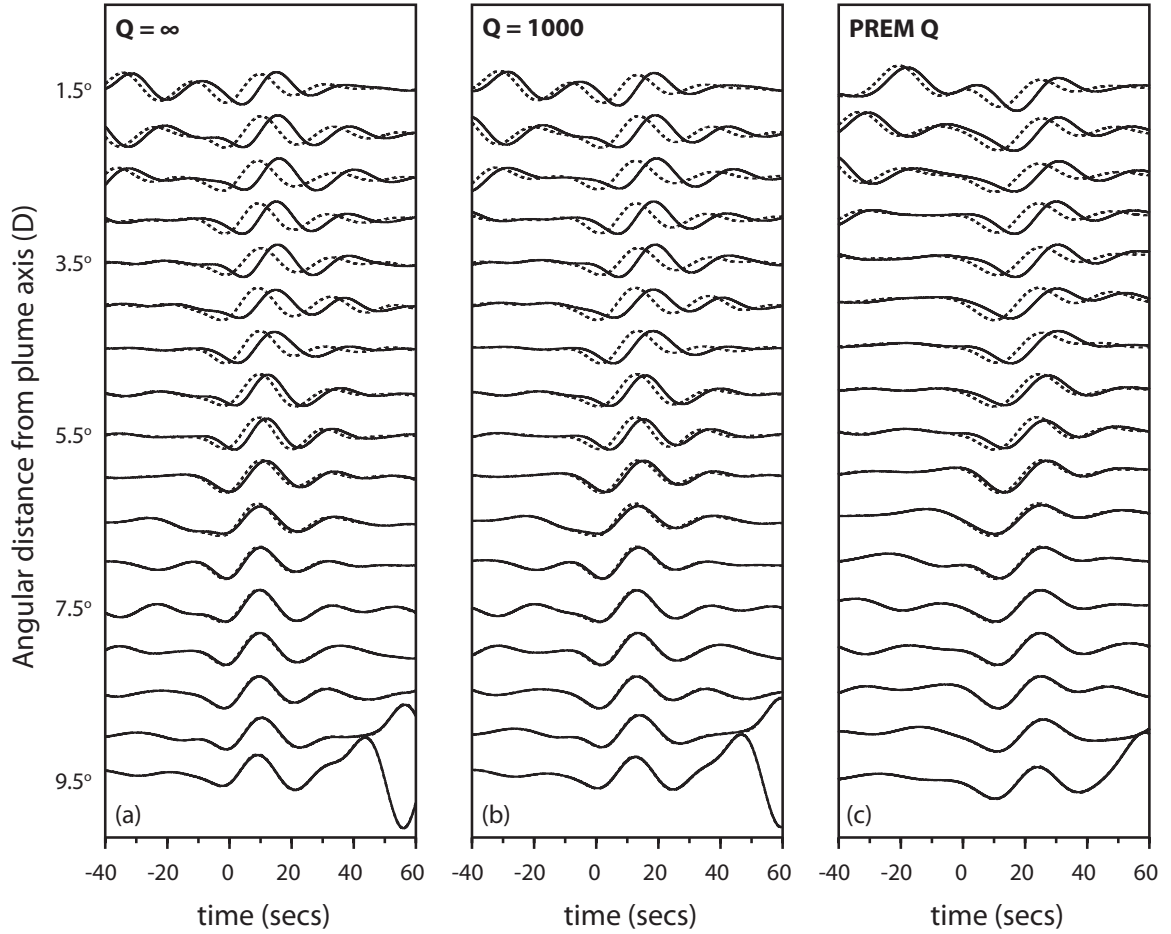 Q = ∞
Q = 1000
PREM Q
Angular distance from plume axis (D)
1.5º
3.5º
5.5º
7.5º
9.5º
(a)
(b)
(c)
-40 -20 0 20 40 60
-40 -20 0 20 40 60
-40 -20 0 20 40 60
time (secs)
time (secs)
time (secs)